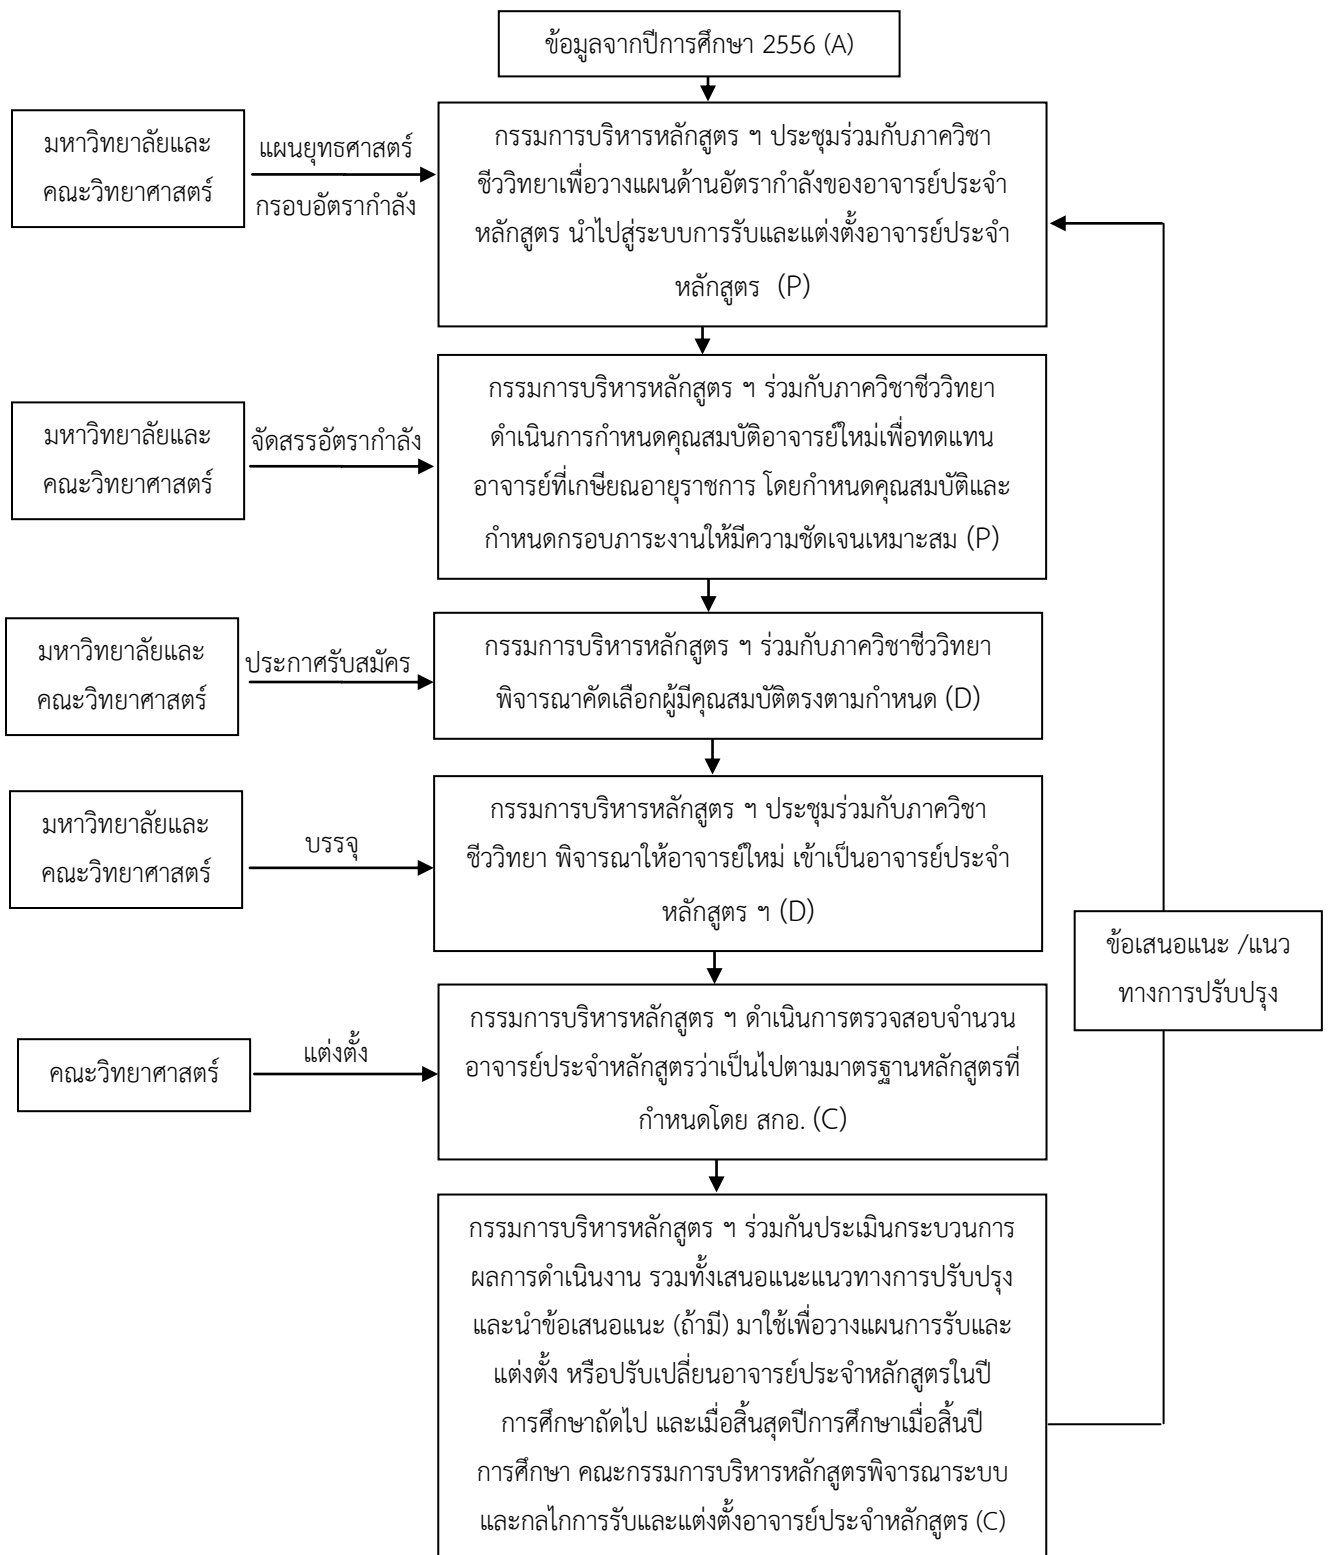 ข้อมูลจากปีการศึกษา 2556 (A)
มหาวิทยาลัยและ
คณะวิทยาศาสตร์
แผนยุทธศาสตร์
กรอบอัตรากำลัง
กรรมการบริหารหลักสูตร ฯ ประชุมร่วมกับภาควิชา
ชีววิทยาเพื่อวางแผนด้านอัตรากำลังของอาจารย์ประจำ
หลักสูตร นำไปสู่ระบบการรับและแต่งตั้งอาจารย์ประจำ
หลักสูตร (P)
มหาวิทยาลัยและ
คณะวิทยาศาสตร์
จัดสรรอัตรากำลัง
กรรมการบริหารหลักสูตร ฯ ร่วมกับภาควิชาชีววิทยา
ดำเนินการกำหนดคุณสมบัติอาจารย์ใหม่เพื่อทดแทน
อาจารย์ที่เกษียณอายุราชการ โดยกำหนดคุณสมบัติและ
กำหนดกรอบภาระงานให้มีความชัดเจนเหมาะสม (P)
มหาวิทยาลัยและ
คณะวิทยาศาสตร์
ประกาศรับสมัคร
กรรมการบริหารหลักสูตร ฯ ร่วมกับภาควิชาชีววิทยา
พิจารณาคัดเลือกผู้มีคุณสมบัติตรงตามกำหนด (D)
มหาวิทยาลัยและ
คณะวิทยาศาสตร์
บรรจุ
กรรมการบริหารหลักสูตร ฯ ประชุมร่วมกับภาควิชา
ชีววิทยา พิจารณาให้อาจารย์ใหม่ เข้าเป็นอาจารย์ประจำ
หลักสูตร ฯ (D)
ข้อเสนอแนะ /แนว
ทางการปรับปรุง
คณะวิทยาศาสตร์
แต่งตั้ง
กรรมการบริหารหลักสูตร ฯ ดำเนินการตรวจสอบจำนวน
อาจารย์ประจำหลักสูตรว่าเป็นไปตามมาตรฐานหลักสูตรที่
กำหนดโดย สกอ. (C)
กรรมการบริหารหลักสูตร ฯ ร่วมกันประเมินกระบวนการ
ผลการดำเนินงาน รวมทั้งเสนอแนะแนวทางการปรับปรุง
และนำข้อเสนอแนะ (ถ้ามี) มาใช้เพื่อวางแผนการรับและ
แต่งตั้ง หรือปรับเปลี่ยนอาจารย์ประจำหลักสูตรในปี
การศึกษาถัดไป และเมื่อสิ้นสุดปีการศึกษาเมื่อสิ้นปี
การศึกษา คณะกรรมการบริหารหลักสูตรพิจารณาระบบ
และกลไกการรับและแต่งตั้งอาจารย์ประจำหลักสูตร (C)